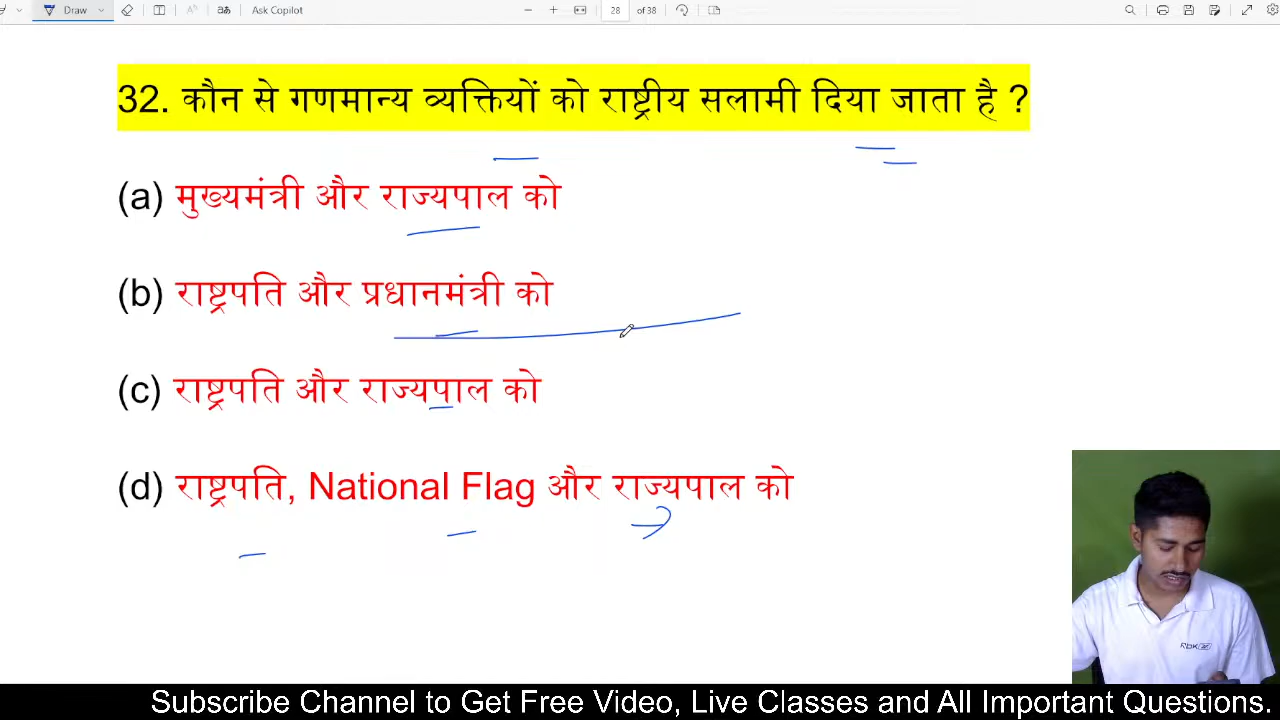 Draw
Ask Copilot
28 of 38
32. कौन से गणमान्य व्यक्तियों को राष्ट्रीय सलामी दिया जाता है ?
(a) मुख्यमंत्री और राज्यपाल को
(b) राष्ट्रपति और प्रधानमंत्री को
(c) राष्ट्रपति और राज्यपाल को
(d) राष्ट्रपति, National Flag और राज्यपाल को
Subscribe Channel to Get Free Video, Live Classes and All Important Questions.